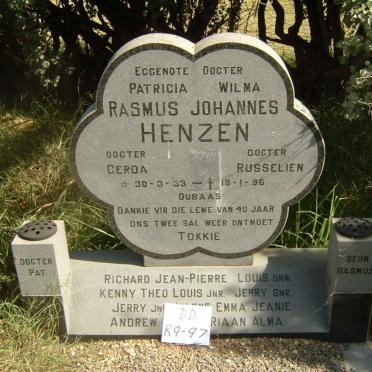 Eggenote Dogter
Patricia Wilma
Rasmus Johannes
HENZEN
Dogter Dogter
Gerda Russelien
☆ 30-3-33 -+- 18-1-96
Oubaas
Dankie vir die lewe van 40 jaar
ons twee sal weer ontmoet
Tokkie
Dogter
Pat
Seun
Rasmus
Richard Jean-Pierre Louis snr.
Kenny Theo Louis jnr. Jerry snr.
Jerry jnr. Emma Jeanie
Andrew Alma
DD
R9-97